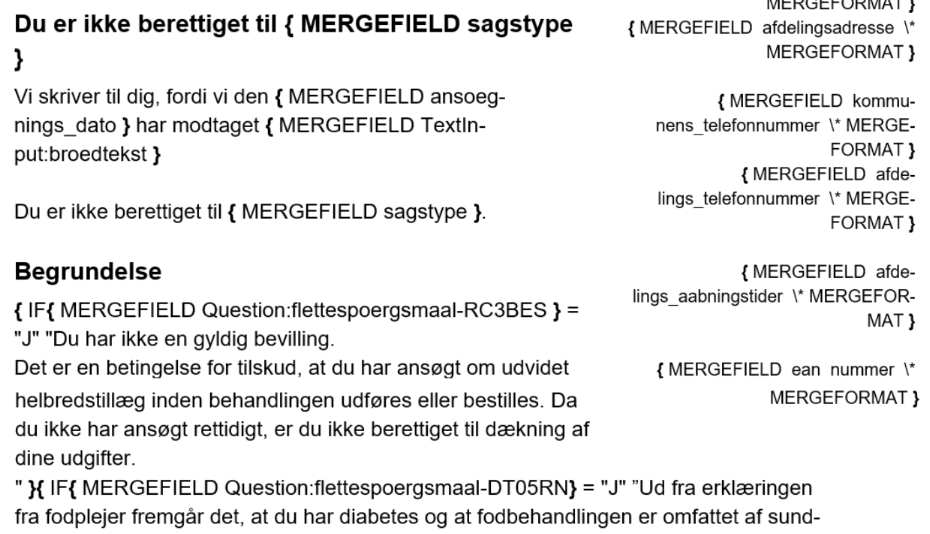 Du er ikke berettiget til { MERGEFIELD sagstype
}
Vi skriver til dig, fordi vi den { MERGEFIELD ansoeg-
nings_dato } har modtaget { MERGEFIELD TextIn-
put:broedtekst }
Du er ikke berettiget til { MERGEFIELD sagstype }.
Begrundelse
{ IF{ MERGEFIELD Question:flettespoergsmaal-RC3BES } =
"J" "Du har ikke en gyldig bevilling.
Det er en betingelse for tilskud, at du har ansøgt om udvidet
helbredstillæg inden behandlingen udføres eller bestilles. Da
du ikke har ansøgt rettidigt, er du ikke berettiget til dækning af
dine udgifter.
" }{ IF{ MERGEFIELD Question:flettespoergsmaal-DT05RN} = "J" ”Ud fra erklæringen
fra fodplejer fremgår det, at du har diabetes og at fodbehandlingen er omfattet af sund-
MERGEFORMAT }
{ MERGEFIELD afdelingsadresse \*
MERGEFORMAT }
{ MERGEFIELD kommu-
nens_telefonnummer \* MERGE-
FORMAT }
{ MERGEFIELD afde-
lings_telefonnummer \* MERGE-
FORMAT }
{ MERGEFIELD afde-
lings_aabningstider \* MERGEFOR-
MAT }
{ MERGEFIELD ean nummer \*
MERGEFORMAT }